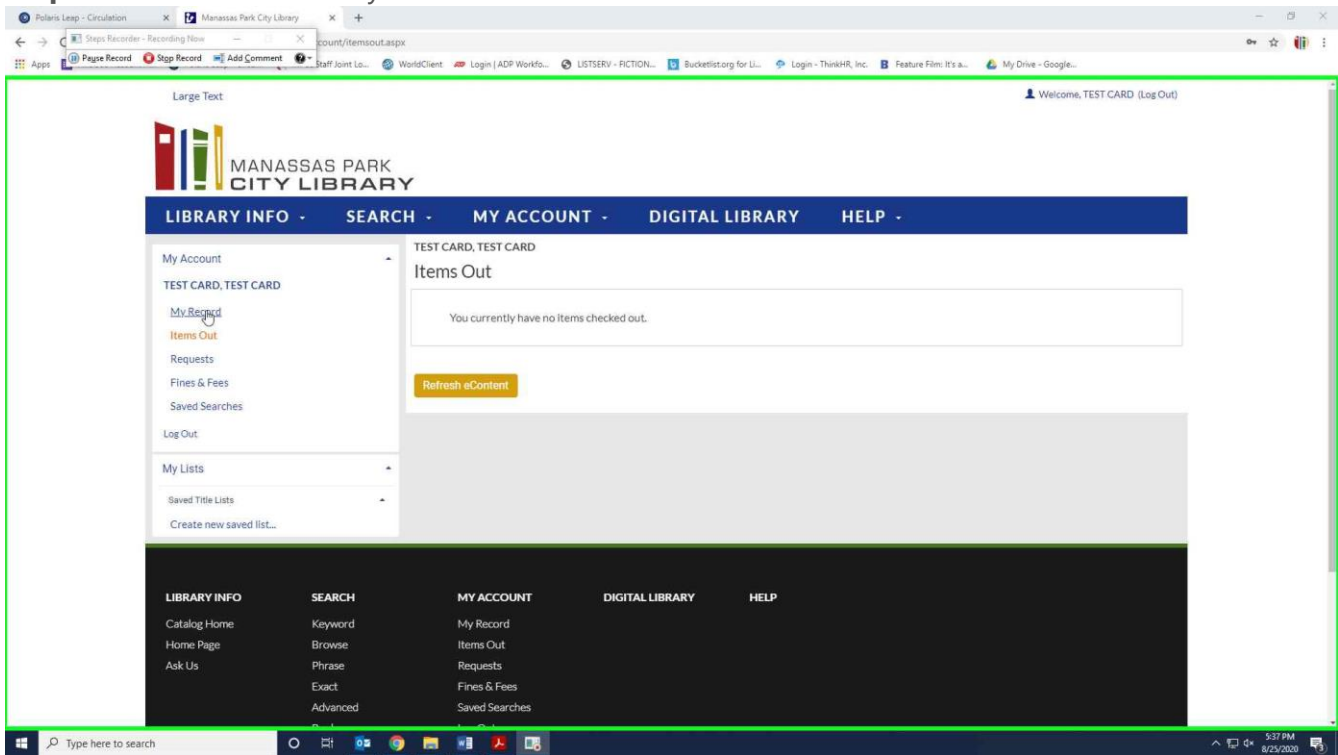 Polaris Leap - Circulation
Manassas Park City Library
Steps Recorder - Recording Now
count/itemsout.aspx
Pause Record
Stop Record
Add Comment
Apps
Staff Joint Lo...
WorldClient
Login | ADP Workfo...
LISTSERV - FICTION...
Bucketlist.org for Li...
Login - ThinkHR, Inc.
Feature Film: It's a...
My Drive - Google...
Large Text
Welcome, TEST CARD (Log Out)
MANASSAS PARK
CITY LIBRARY
LIBRARY INFO - SEARCH - MY ACCOUNT - DIGITAL LIBRARY HELP -
My Account
TEST CARD, TEST CARD
My Record
Items Out
Requests
Fines & Fees
Saved Searches
Log Out
My Lists
Saved Title Lists
Create new saved list...
TEST CARD, TEST CARD
Items Out
You currently have no items checked out.
Refresh eContent
LIBRARY INFO
Catalog Home
Home Page
Ask Us
SEARCH
Keyword
Browse
Phrase
Exact
Advanced
MY ACCOUNT
My Record
Items Out
Requests
Fines & Fees
Saved Searches
DIGITAL LIBRARY
HELP
Type here to search
5:37 PM
8/25/2020